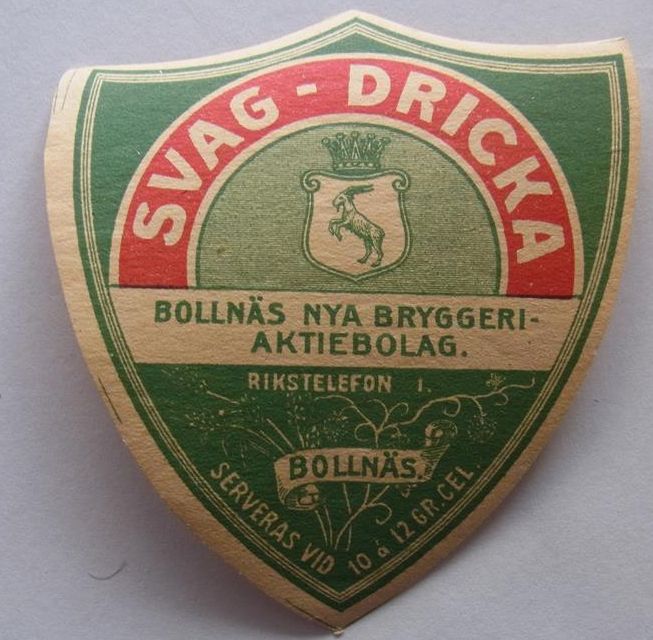 SVAG - DRICKA
BOLLNÄS NYA BRYGGERI-
AKTIEBOLAG.
RIKSTELEFON 1.
BOLLNÄS.
SERVERAS VID 10 à 12 GR. CEL.